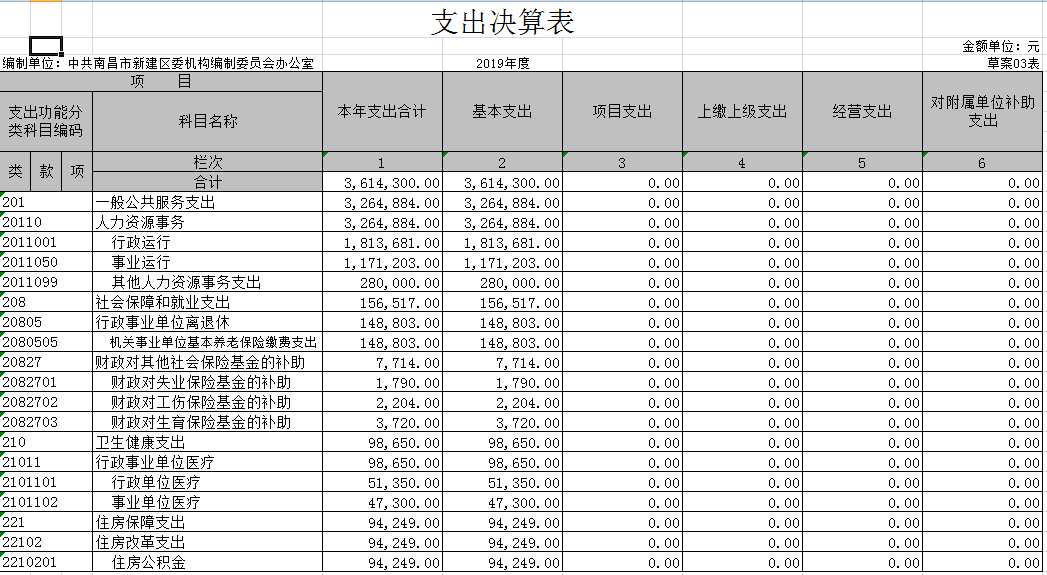 支出决算表
金额单位：元
编制单位：中共南昌市新建区委机构编制委员会办公室 2019年度 草案03表
项 目
支出功能分类科目编码 科目名称 本年支出合计 基本支出 项目支出 上缴上级支出 经营支出 对附属单位补助支出
类 款 项 栏次 1 2 3 4 5 6
合计 3,614,300.00 3,614,300.00 0.00 0.00 0.00 0.00
201 一般公共服务支出 3,264,884.00 3,264,884.00 0.00 0.00 0.00 0.00
20110 人力资源事务 3,264,884.00 3,264,884.00 0.00 0.00 0.00 0.00
2011001 行政运行 1,813,681.00 1,813,681.00 0.00 0.00 0.00 0.00
2011050 事业运行 1,171,203.00 1,171,203.00 0.00 0.00 0.00 0.00
2011099 其他人力资源事务支出 280,000.00 280,000.00 0.00 0.00 0.00 0.00
208 社会保障和就业支出 156,517.00 156,517.00 0.00 0.00 0.00 0.00
20805 行政事业单位离退休 148,803.00 148,803.00 0.00 0.00 0.00 0.00
2080505 机关事业单位基本养老保险缴费支出 148,803.00 148,803.00 0.00 0.00 0.00 0.00
20827 财政对其他社会保险基金的补助 7,714.00 7,714.00 0.00 0.00 0.00 0.00
2082701 财政对失业保险基金的补助 1,790.00 1,790.00 0.00 0.00 0.00 0.00
2082702 财政对工伤保险基金的补助 2,204.00 2,204.00 0.00 0.00 0.00 0.00
2082703 财政对生育保险基金的补助 3,720.00 3,720.00 0.00 0.00 0.00 0.00
210 卫生健康支出 98,650.00 98,650.00 0.00 0.00 0.00 0.00
21011 行政事业单位医疗 98,650.00 98,650.00 0.00 0.00 0.00 0.00
2101101 行政单位医疗 51,350.00 51,350.00 0.00 0.00 0.00 0.00
2101102 事业单位医疗 47,300.00 47,300.00 0.00 0.00 0.00 0.00
221 住房保障支出 94,249.00 94,249.00 0.00 0.00 0.00 0.00
22102 住房改革支出 94,249.00 94,249.00 0.00 0.00 0.00 0.00
2210201 住房公积金 94,249.00 94,249.00 0.00 0.00 0.00 0.00